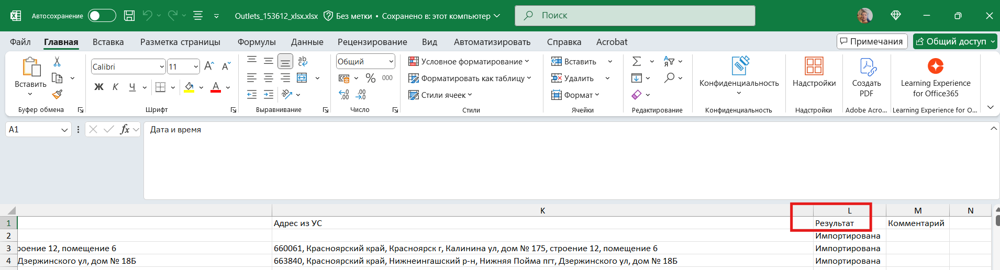 Автосохранение
Outlets_153612_xlsx.xlsx
Без метки • Сохранено в: этот компьютер
Поиск
Файл Главная Вставка Разметка страницы Формулы Данные Рецензирование Вид Автоматизировать Справка Acrobat
Примечания
Общий доступ
Вставить
Буфер обмена
Calibri 11
Ж К Ч А
Шрифт
ab
Выравнивание
Общий
% 000
Число
Условное форматирование
Форматировать как таблицу
Стили ячеек
Стили
Вставить
Удалить
Формат
Ячейки
Редактирование
Конфиденциальность
Конфиденциальность
Надстройки
Надстройки
Создать
PDF
Adobe Acro...
Learning Experience
for Office365
Learning Experience for O...
A1
fx
Дата и время
K L M N
1 Адрес из УС Результат Комментарий
2 Импортирована
3 роение 12, помещение 6 660061, Красноярский край, Красноярск г, Калинина ул, дом № 175, строение 12, помещение 6 Импортирована
4 Дзержинского ул, дом № 18Б 663840, Красноярский край, Нижнеингашский р-н, Нижняя Пойма пгт, Дзержинского ул, дом № 18Б Импортирована